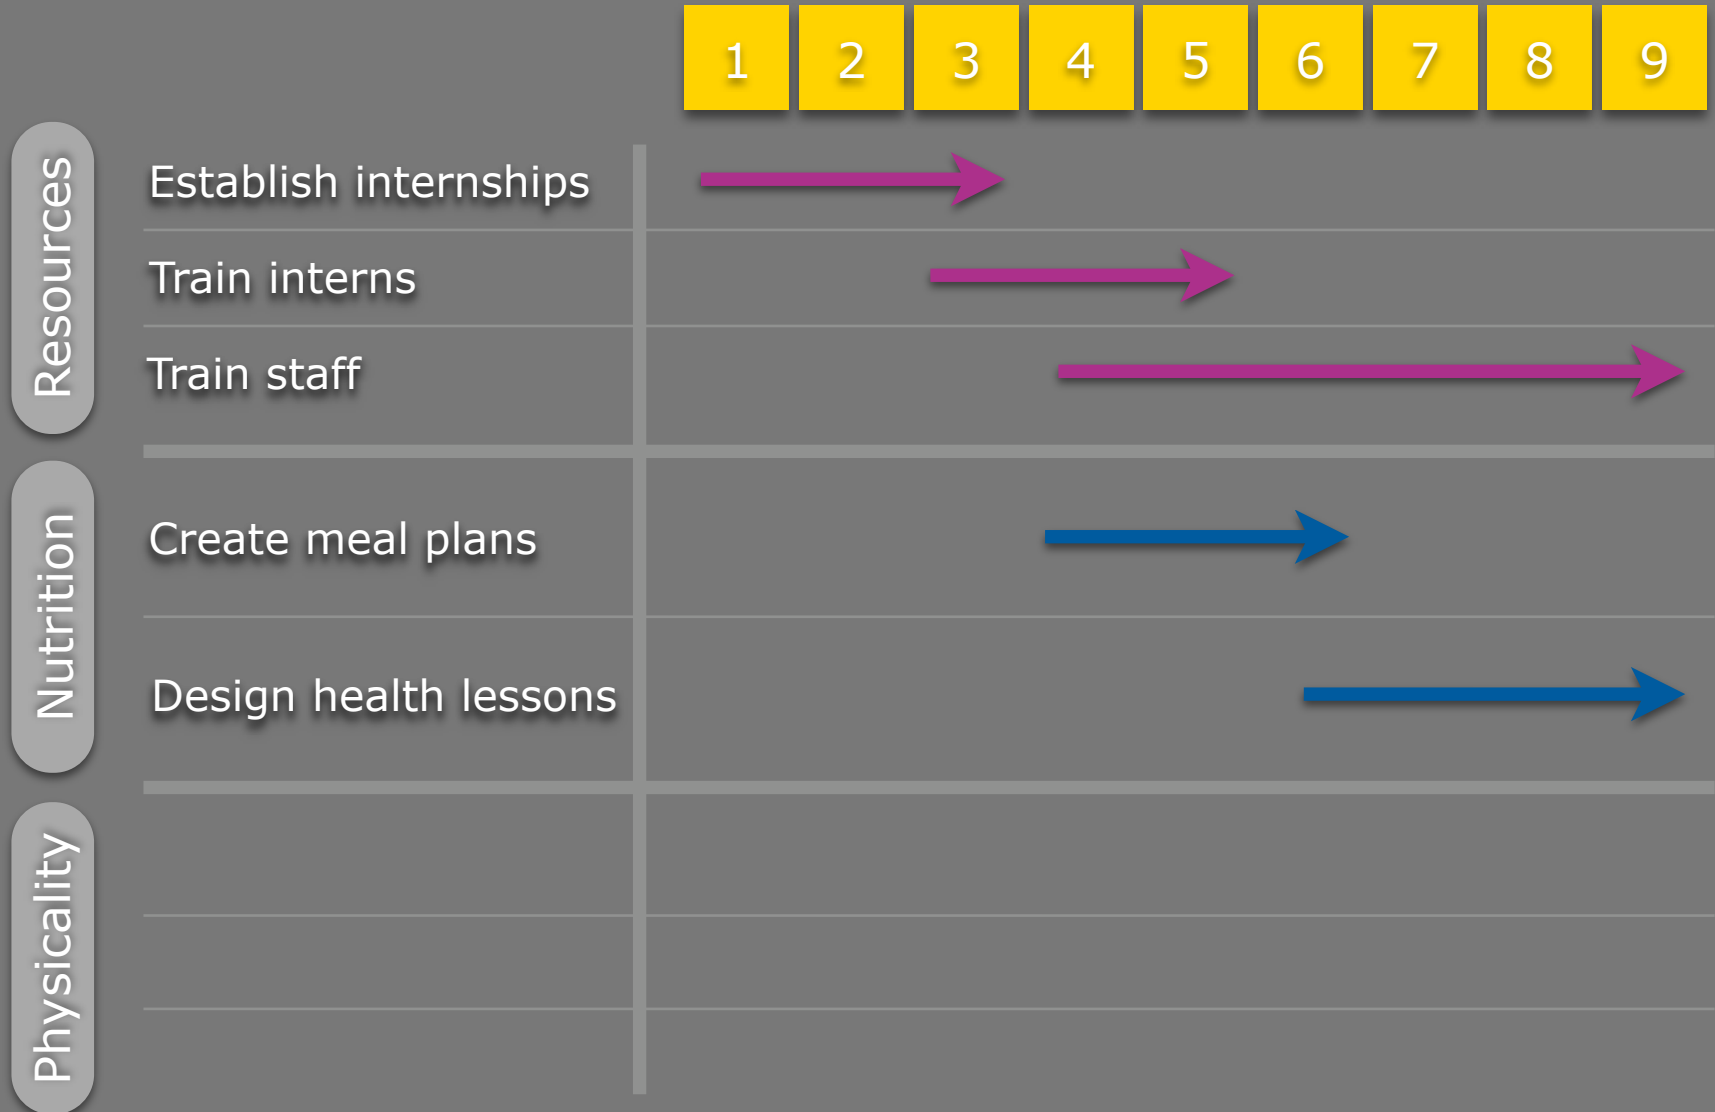 1 2 3 4 5 6 7 8 9
Resources
Establish internships
Train interns
Train staff
Nutrition
Create meal plans
Design health lessons
Physicality